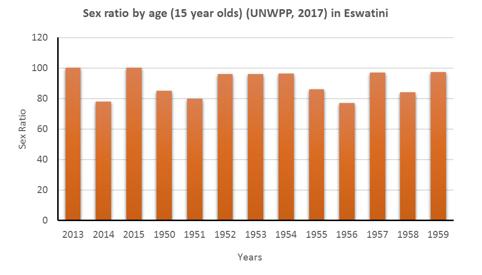 Sex ratio by age (15 year olds) (UNWPP, 2017) in Eswatini
120
100
80
60
40
20
0
Sex Ratio
2013 2014 2015 1950 1951 1952 1953 1954 1955 1956 1957 1958 1959
Years